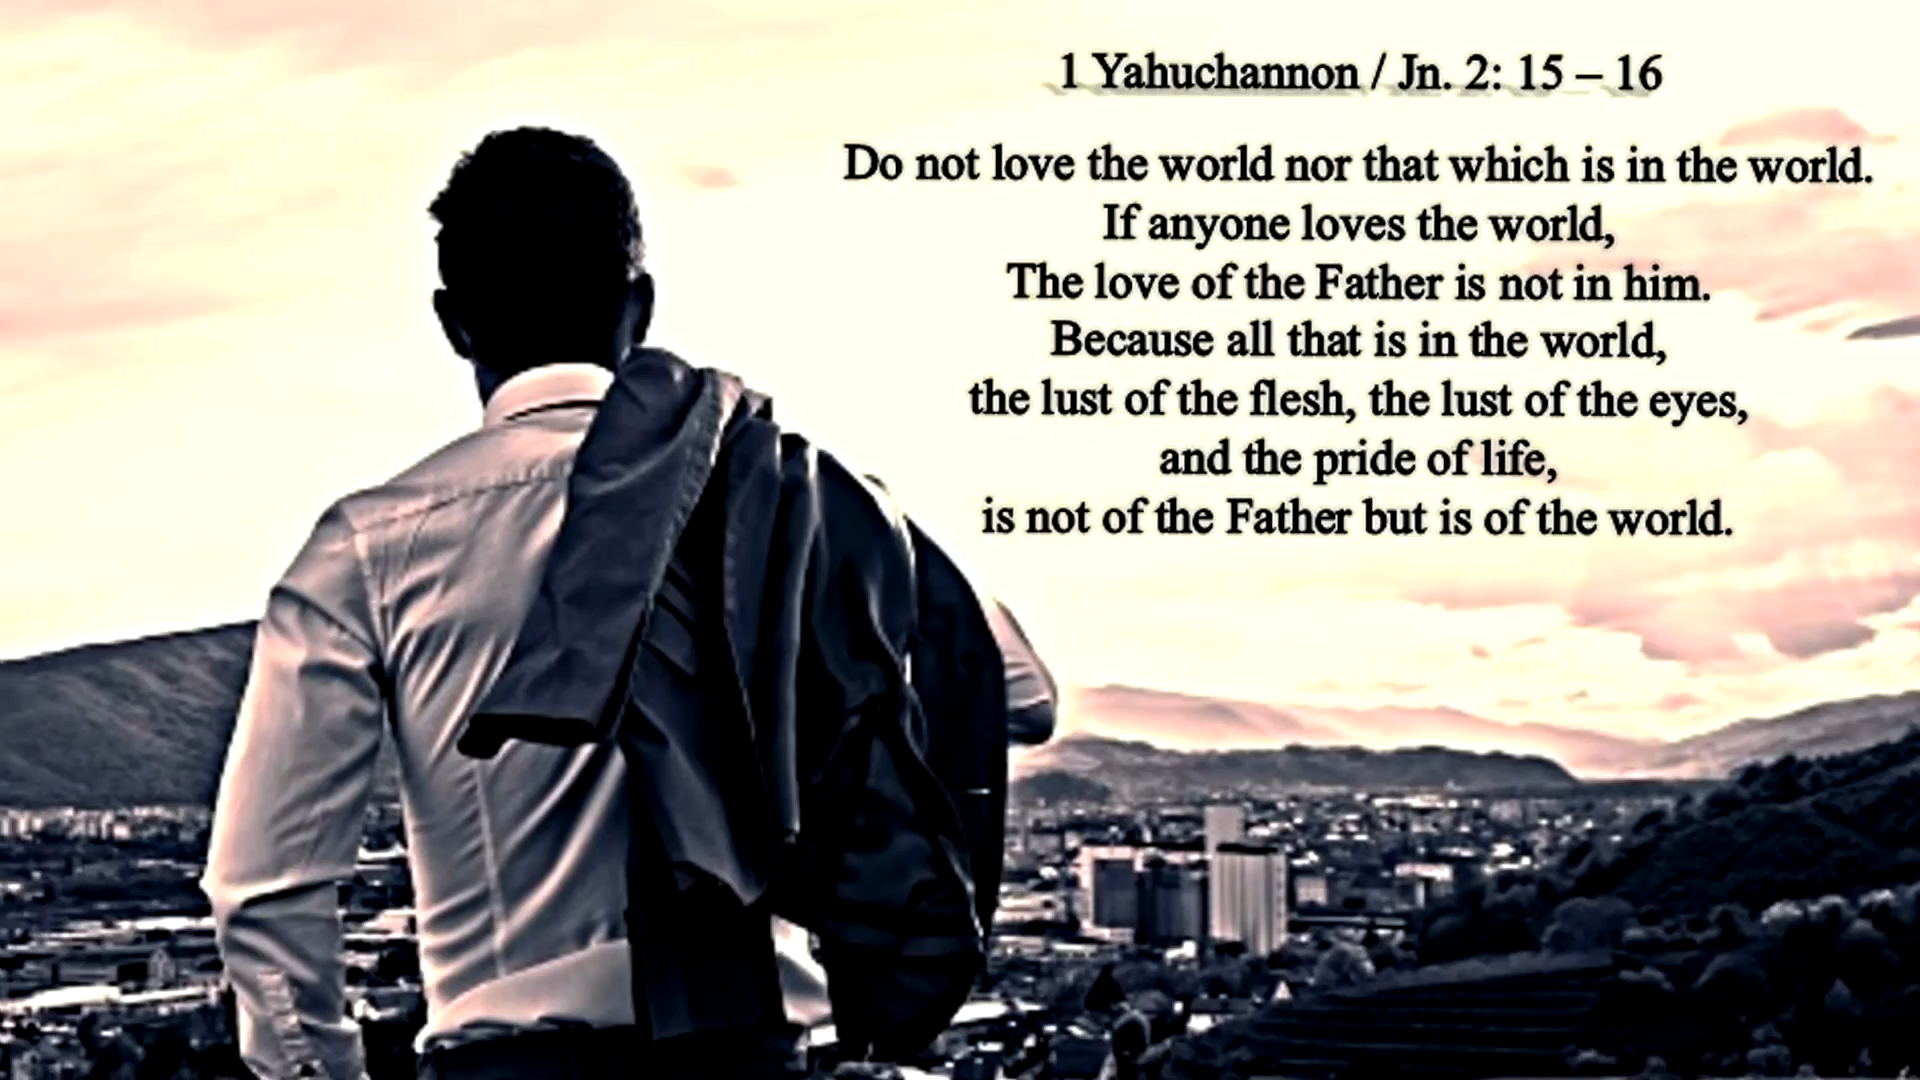 1 Yahuchannon / Jn. 2: 15 – 16
Do not love the world nor that which is in the world.
If anyone loves the world,
The love of the Father is not in him.
Because all that is in the world,
the lust of the flesh, the lust of the eyes,
and the pride of life,
is not of the Father but is of the world.